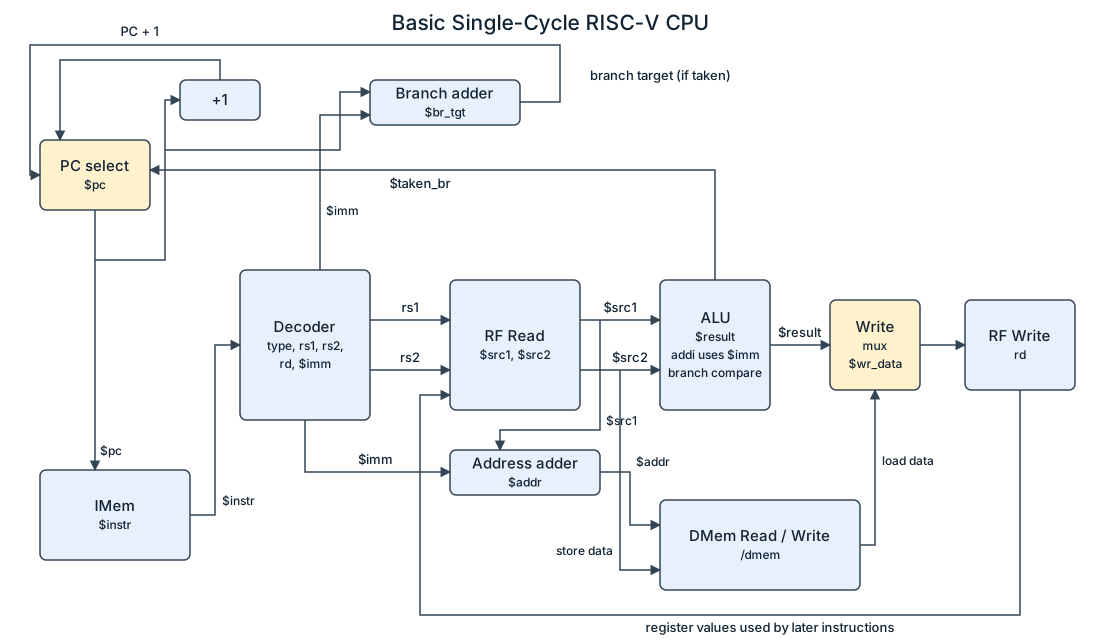 Basic Single-Cycle RISC-V CPU
PC + 1
branch target (if taken)
+1
Branch adder
$br_tgt
PC select
$pc
$taken_br
$imm
Decoder
type, rs1, rs2,
rd, $imm
rs1
rs2
RF Read
$src1, $src2
$src1
$src2
ALU
$result
addi uses $imm
branch compare
$result
Write
mux
$wr_data
RF Write
rd
$src1
$pc
$imm
Address adder
$addr
$addr
load data
IMem
$instr
$instr
DMem Read / Write
/dmem
store data
register values used by later instructions